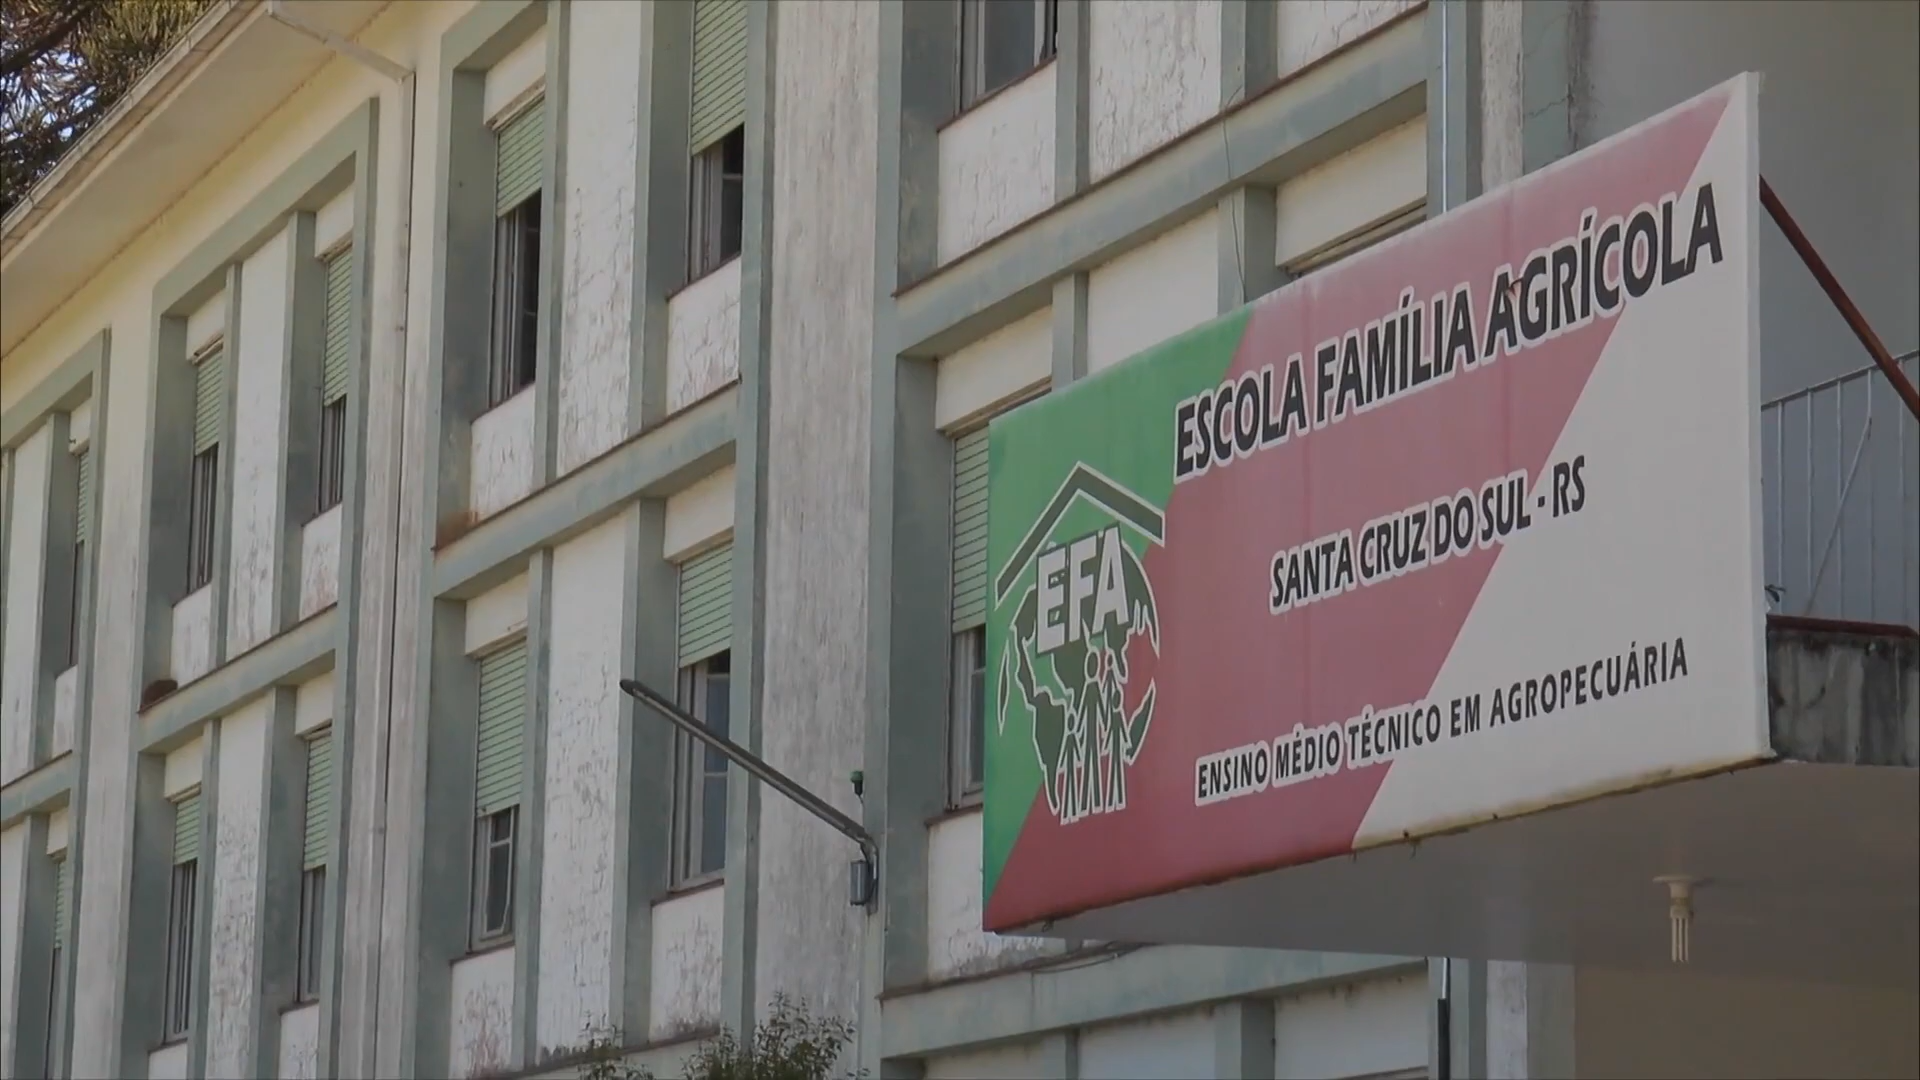 ESCOLA FAMÍLIA AGRÍCOLA
SANTA CRUZ DO SUL - RS
ENSINO MÉDIO TÉCNICO EM AGROPECUÁRIA
EFA